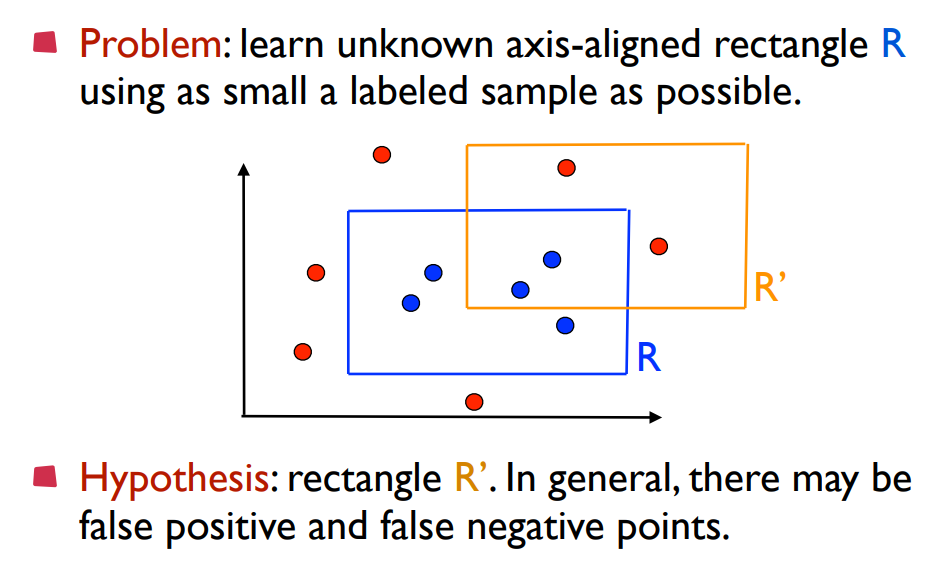 Problem: learn unknown axis-aligned rectangle R
using as small a labeled sample as possible.
R’
R
Hypothesis: rectangle R’. In general, there may be
false positive and false negative points.